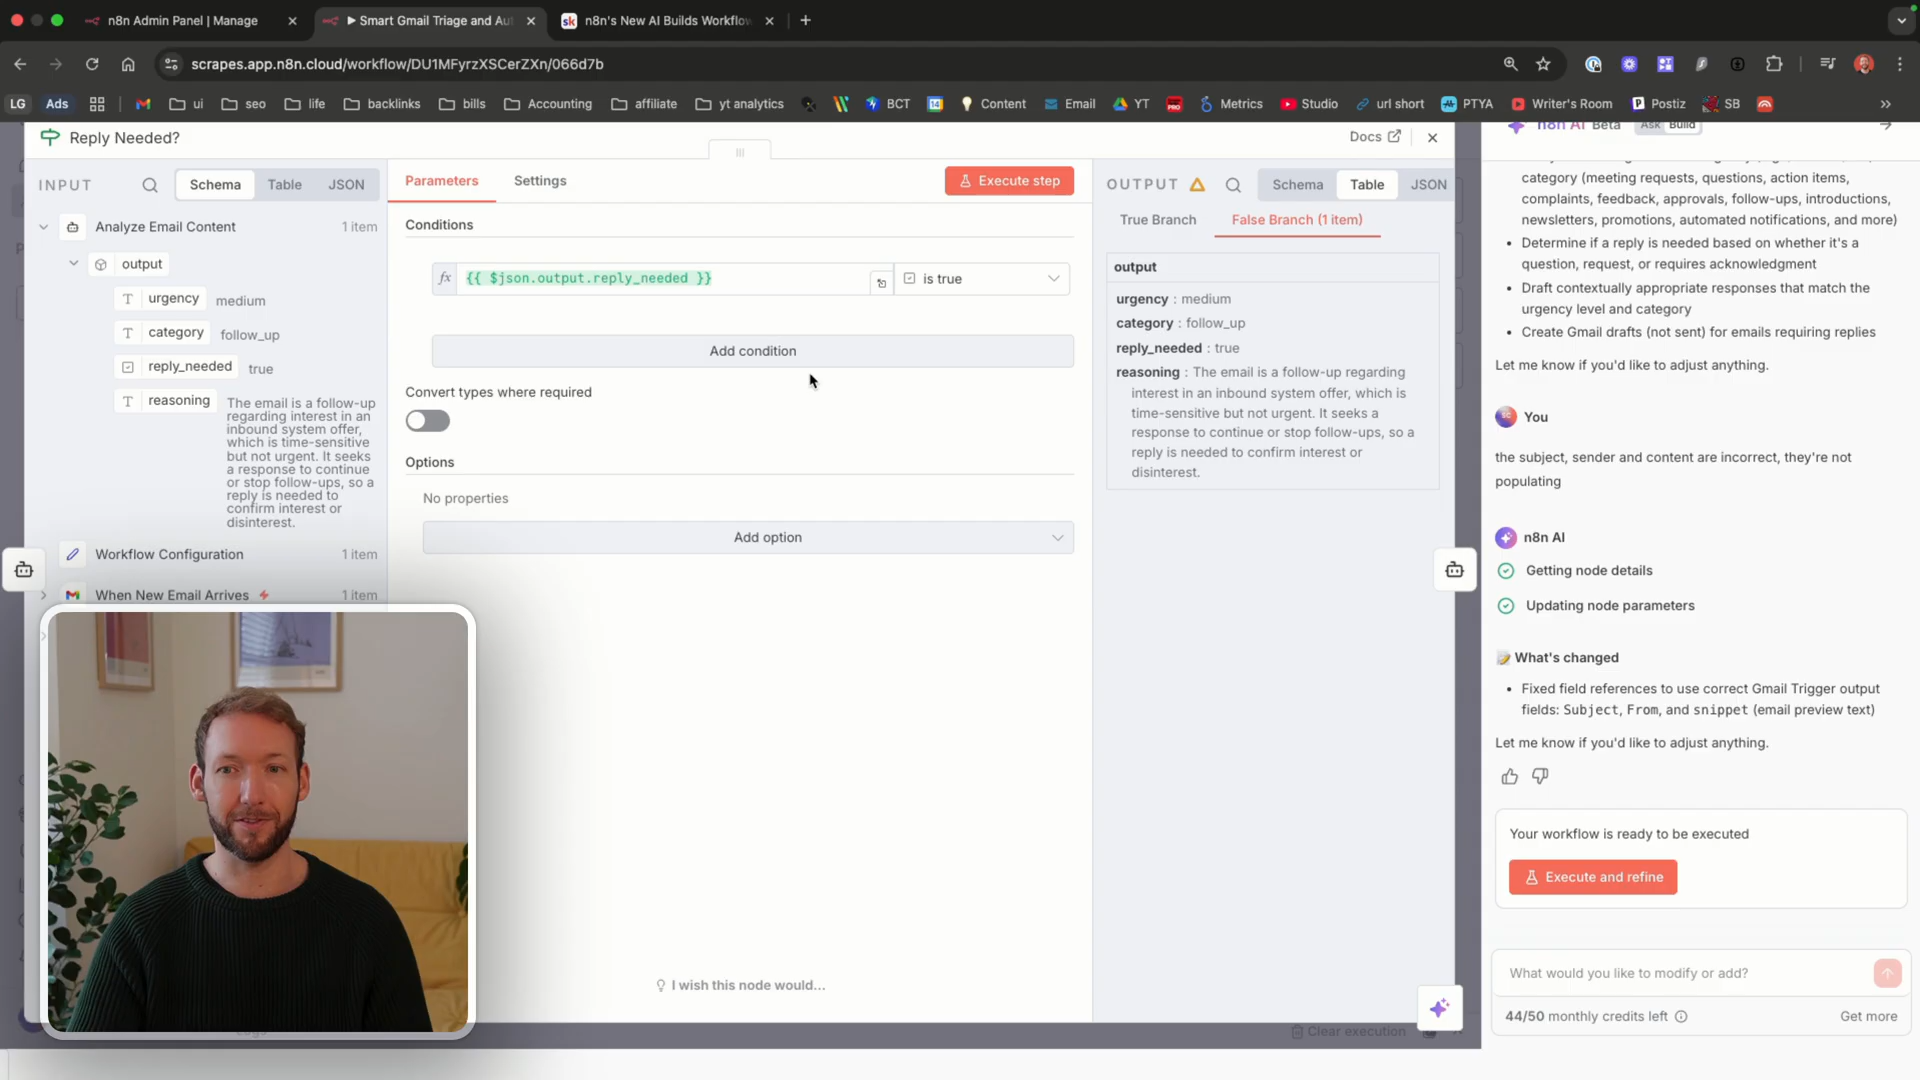 n8n Admin Panel | Manage
Smart Gmail Triage and Au
n8n's New AI Builds Workflow
scrapes.app.n8n.cloud/workflow/DU1MFyrzXSCerZXn/066d7b
LG Ads ui seo life backlinks bills Accounting affiliate yt analytics BCT Content Email YT Metrics Studio url short PTYA Writer's Room Postiz SB
Reply Needed?
Docs
INPUT
Schema Table JSON
Analyze Email Content 1 item
output
urgency medium
category follow_up
reply_needed true
reasoning The email is a follow-up
regarding interest in an
inbound system offer,
which is time-sensitive
but not urgent. It seeks
a response to continue
or stop follow-ups, so a
reply is needed to
confirm interest or
disinterest.
Workflow Configuration 1 item
When New Email Arrives 1 item
Parameters Settings
Execute step
Conditions
fx {{ $json.output.reply_needed }} is true
Add condition
Convert types where required
Options
No properties
Add option
I wish this node would...
OUTPUT
Schema Table JSON
True Branch False Branch (1 item)
output
urgency : medium
category : follow_up
reply_needed : true
reasoning : The email is a follow-up regarding
interest in an inbound system offer, which is
time-sensitive but not urgent. It seeks a
response to continue or stop follow-ups, so a
reply is needed to confirm interest or
disinterest.
Clear execution
n8n AI Beta Ask Build
category (meeting requests, questions, action items,
complaints, feedback, approvals, follow-ups, introductions,
newsletters, promotions, automated notifications, and more)
• Determine if a reply is needed based on whether it's a
question, request, or requires acknowledgment
• Draft contextually appropriate responses that match the
urgency level and category
• Create Gmail drafts (not sent) for emails requiring replies
Let me know if you'd like to adjust anything.
You
the subject, sender and content are incorrect, they're not
populating
n8n AI
Getting node details
Updating node parameters
What's changed
• Fixed field references to use correct Gmail Trigger output
fields: Subject, From, and snippet (email preview text)
Let me know if you'd like to adjust anything.
Your workflow is ready to be executed
Execute and refine
What would you like to modify or add?
44/50 monthly credits left
Get more